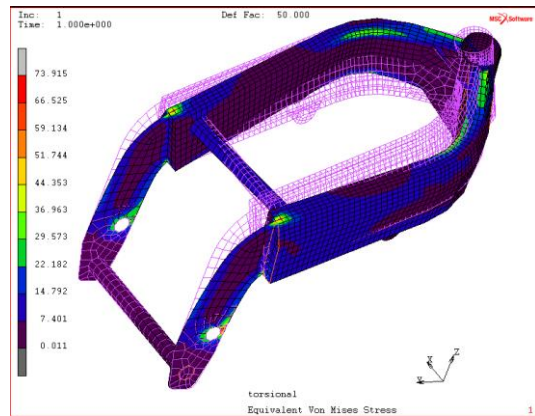 Inc: 1
Time: 1.000e+000
Def Fac: 50.000
MSC Software
73.915
66.525
59.134
51.744
44.353
36.963
29.573
22.182
14.792
7.401
0.011
Z
X
Y
torsional
Equivalent Von Mises Stress
1